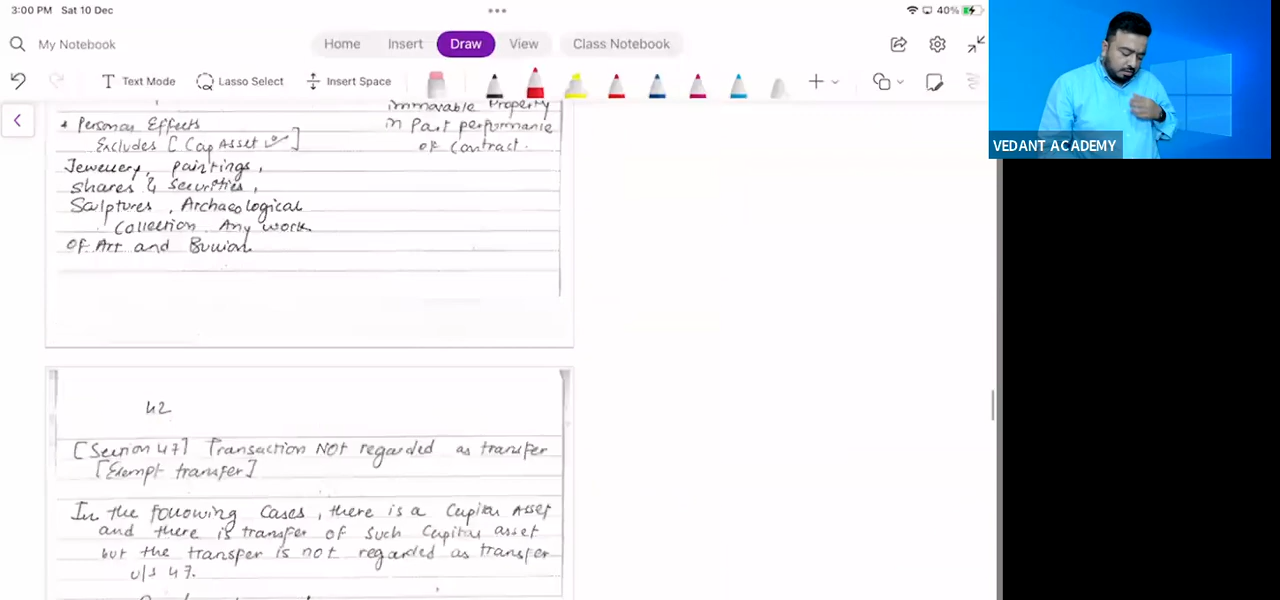 3:00 PM Sat 10 Dec
40%
My Notebook
Home Insert Draw View Class Notebook
Text Mode Lasso Select Insert Space
immovable Property
* Personal Effects in Part performance
Excludes [Cap Asset ✓] of Contract.
Jewellery, paintings,
Shares & Securities,
Sculptures, Archaeological
Collection. Any work
OF Art and Bullion
42
[Section 47] Transaction NOT regarded as transfer
[Exempt transfer]
In the following Cases, there is a Capital Asset
and there is transfer of such Capital asset
but the transfer is not regarded as transfer
u/s 47.
VEDANT ACADEMY